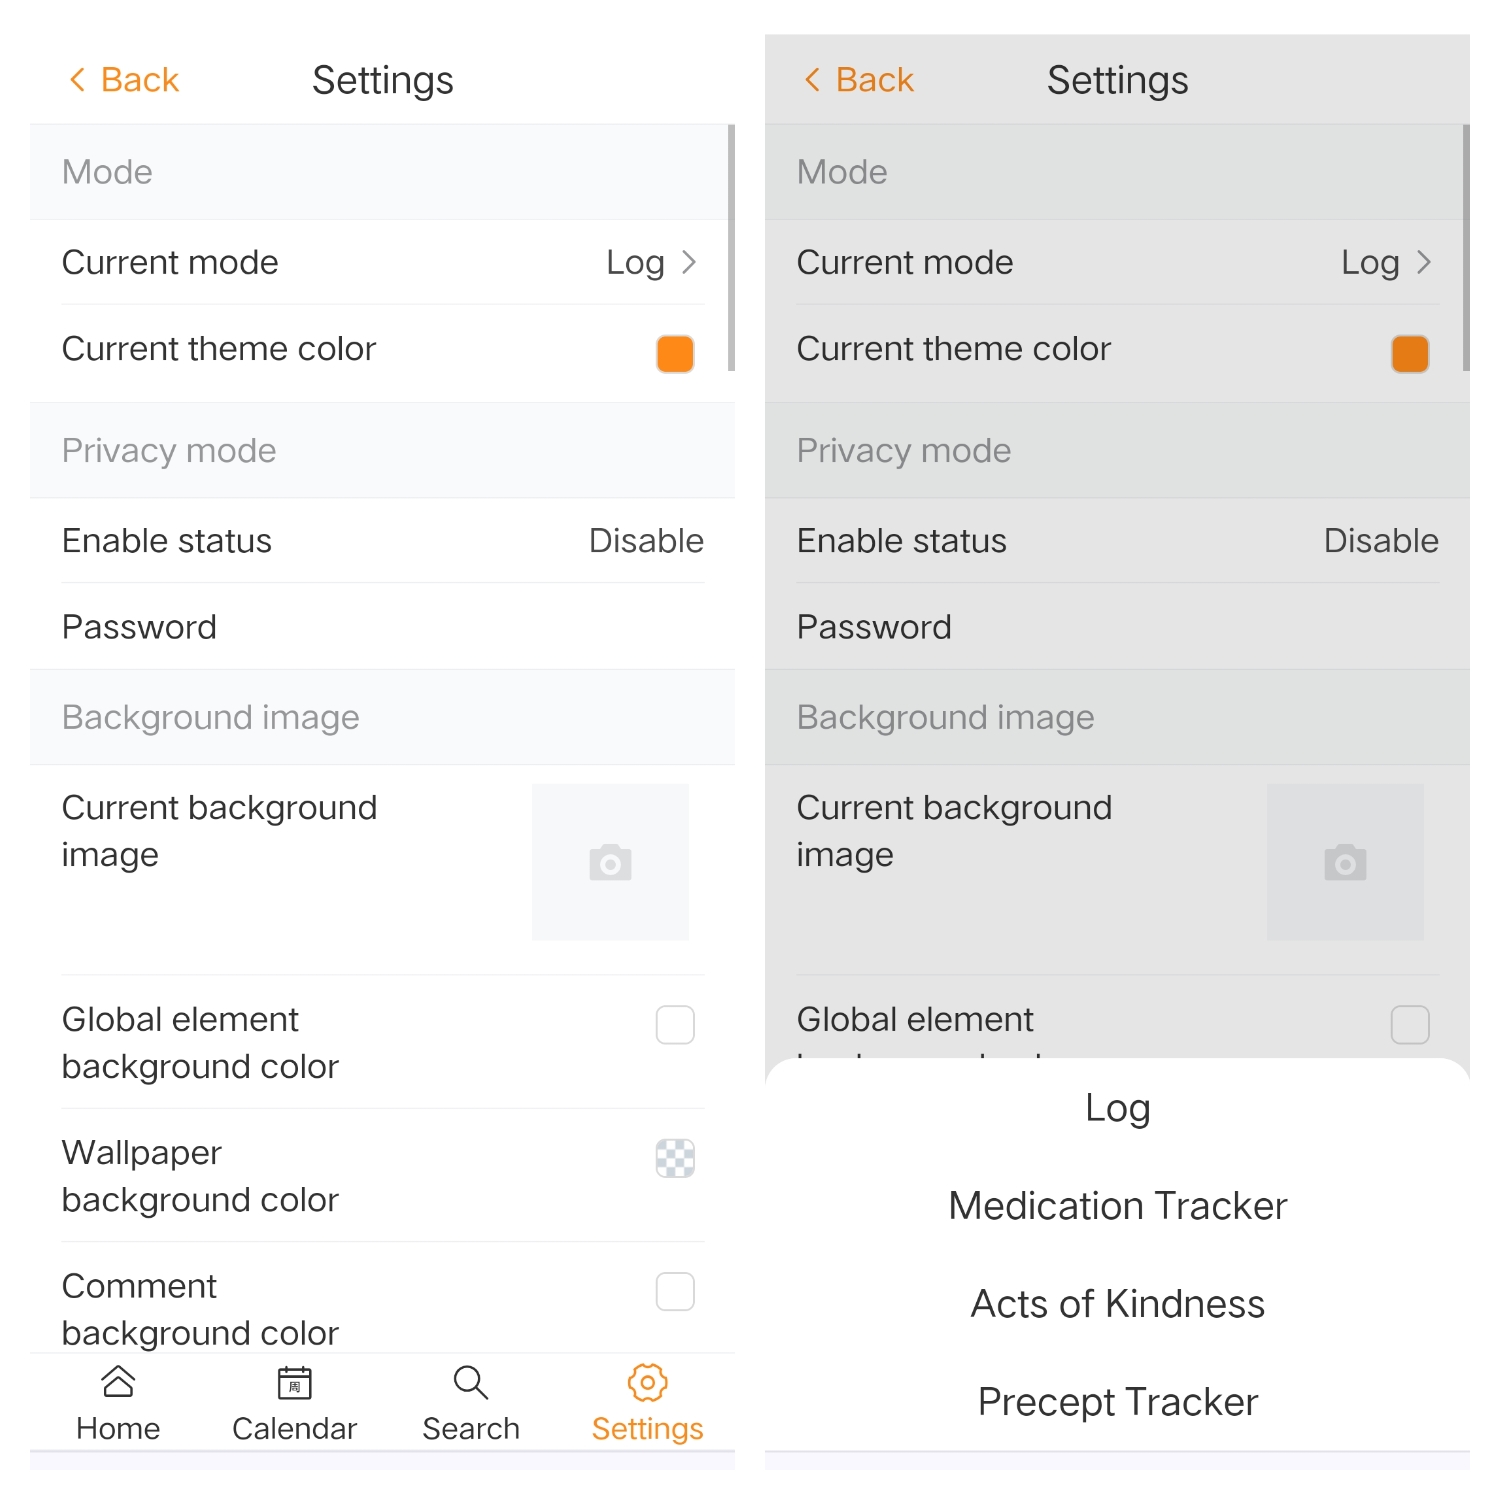 Back
Settings
Mode
Current mode
Log
Current theme color
Privacy mode
Enable status
Disable
Password
Background image
Current background
image
Global element
background color
Wallpaper
background color
Comment
background color
周
Home
Calendar
Search
Settings
Back
Settings
Mode
Current mode
Log
Current theme color
Privacy mode
Enable status
Disable
Password
Background image
Current background
image
Global element
Log
Medication Tracker
Acts of Kindness
Precept Tracker